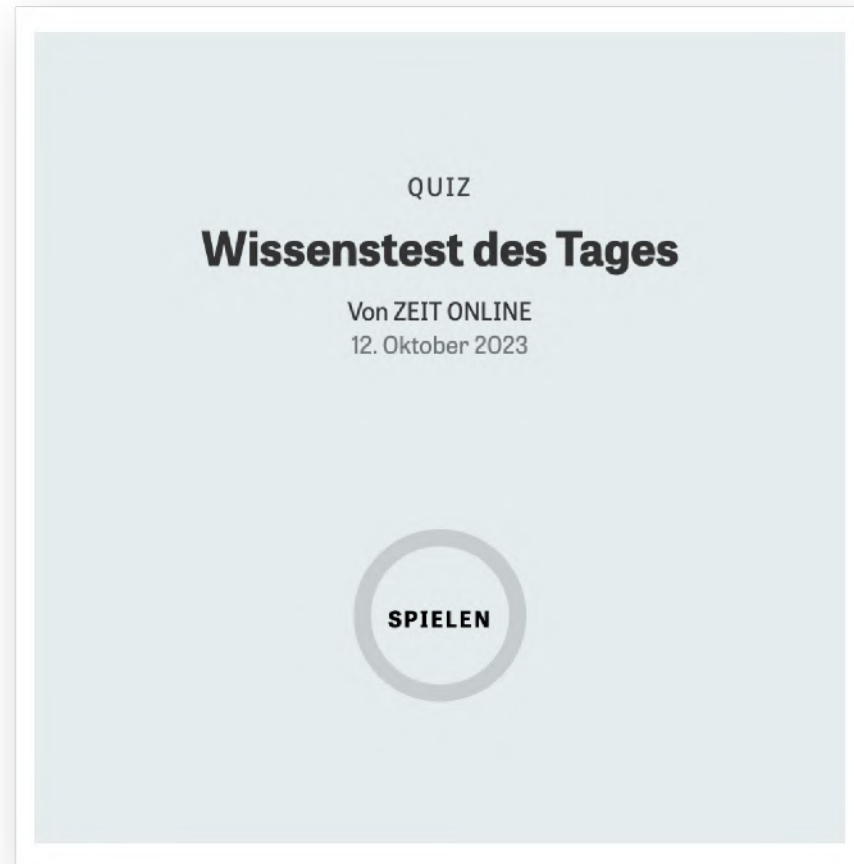 QUIZ
Wissenstest des Tages
Von ZEIT ONLINE
12. Oktober 2023
SPIELEN